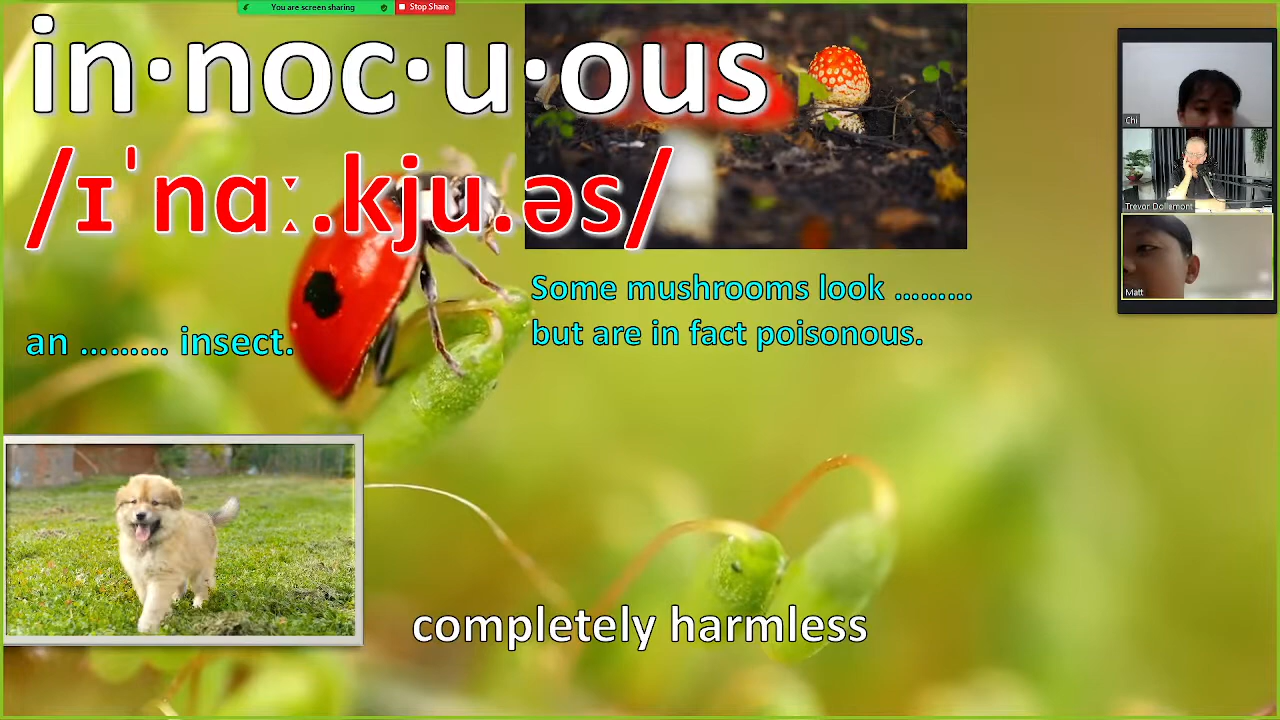 You are screen sharing
Stop Share
in·noc·u·ous
/ɪˈnɑː.kju.əs/
Some mushrooms look .........
but are in fact poisonous.
an ......... insect.
completely harmless
Chi
Trevor Dollemont
Matt